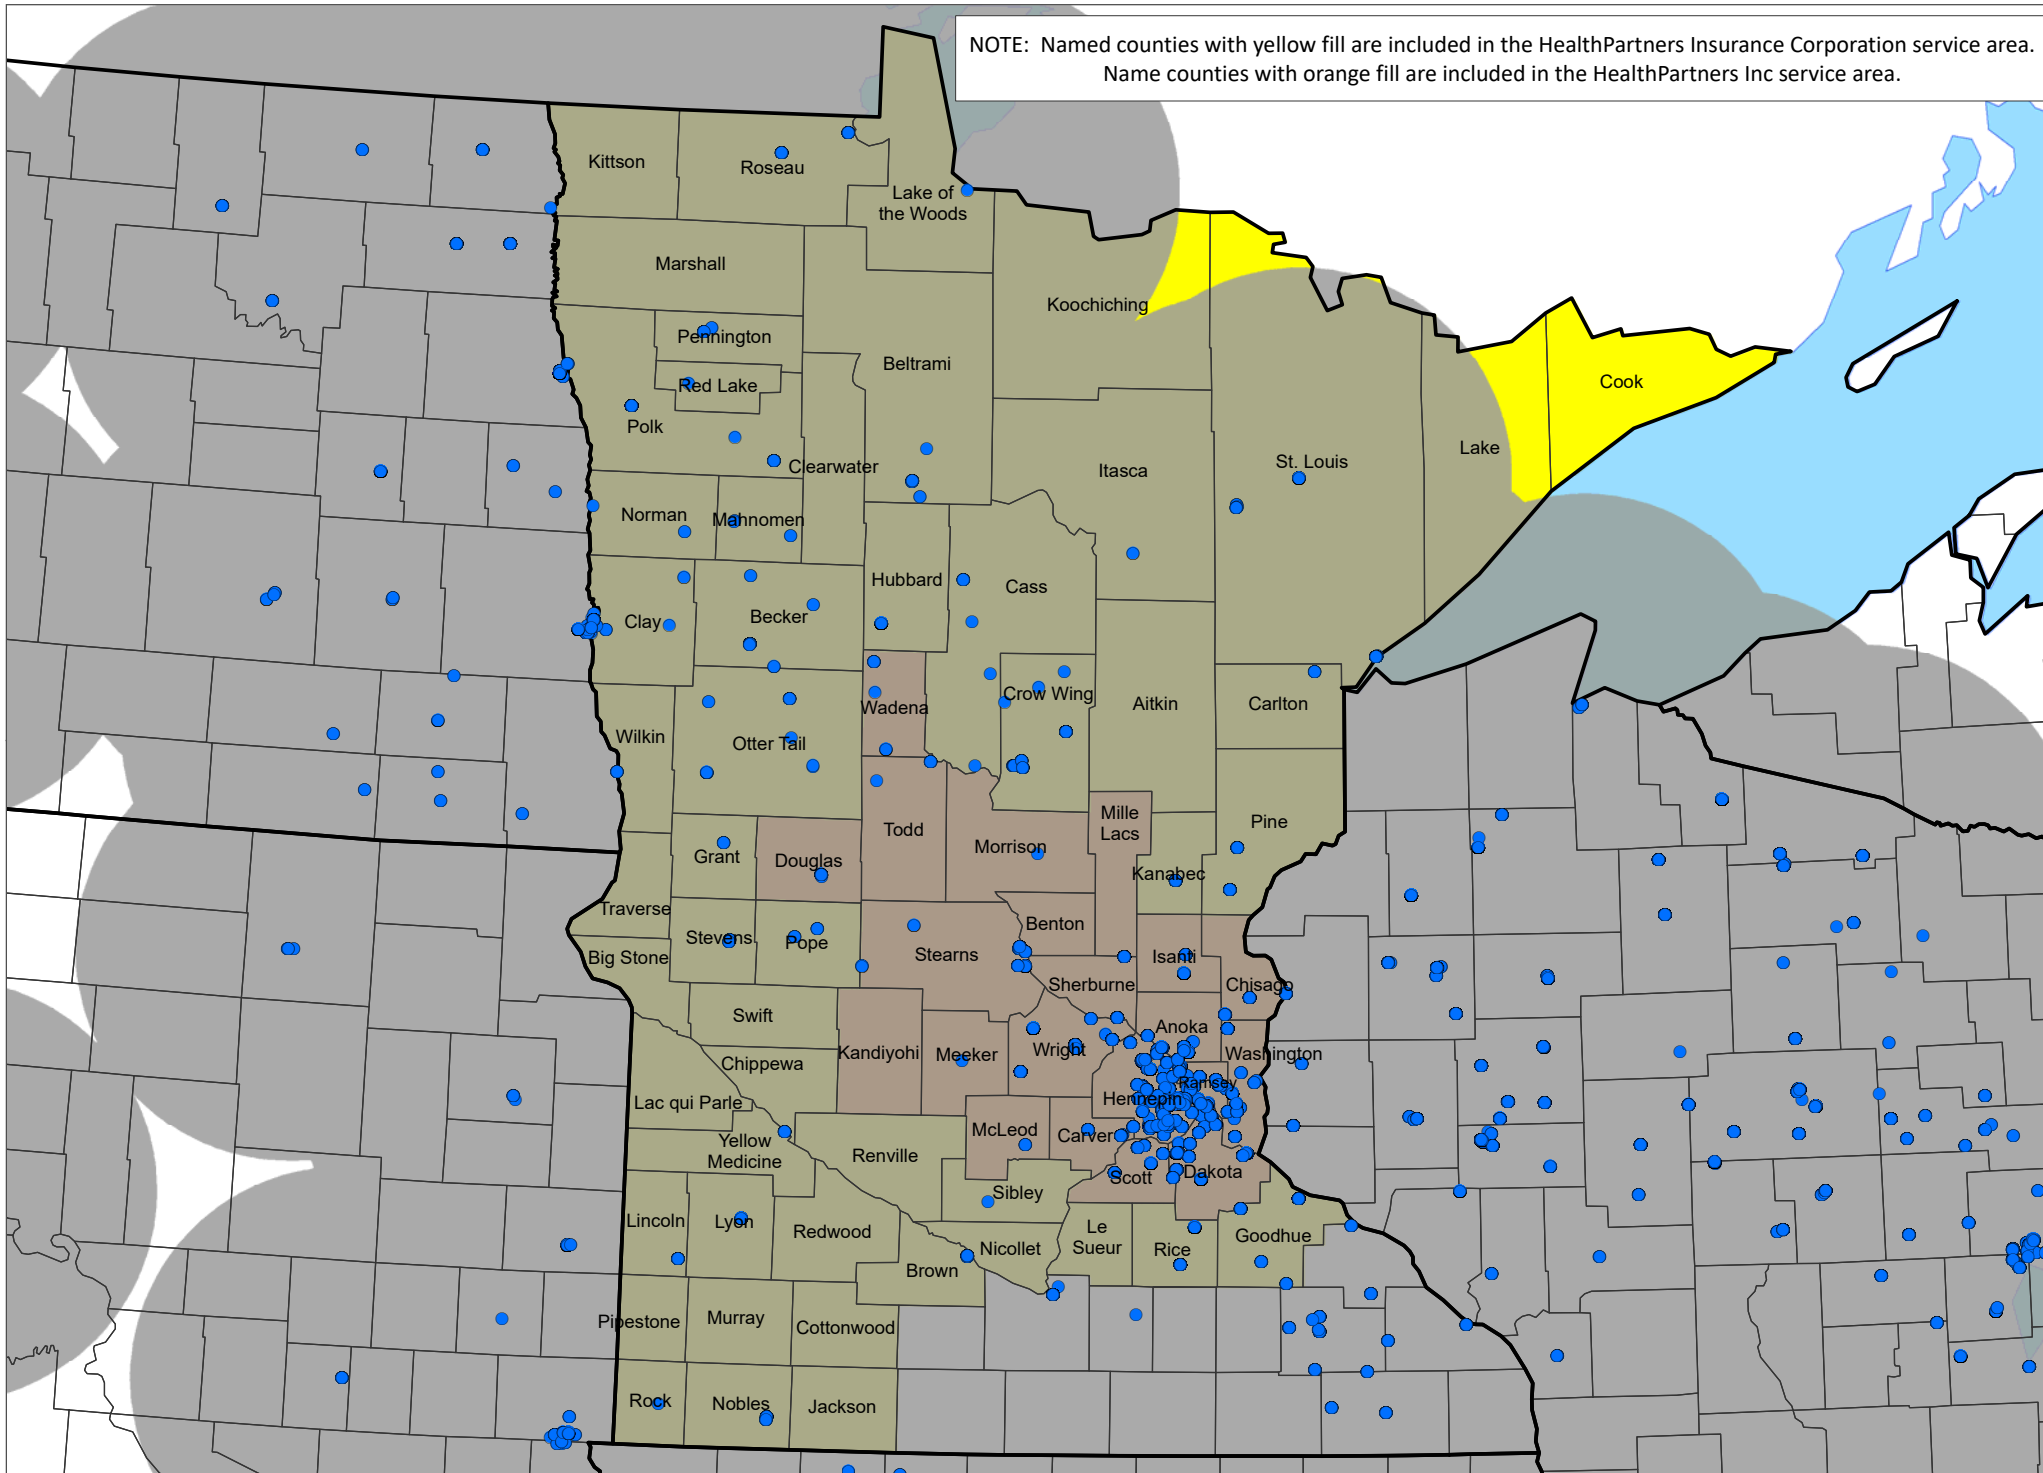 NOTE: Named counties with yellow fill are included in the HealthPartners Insurance Corporation service area.
Name counties with orange fill are included in the HealthPartners Inc service area.
Kittson
Roseau
Lake of
the Woods
Marshall
Koochiching
Pennington
Beltrami
Red Lake
Cook
Polk
Clearwater
Lake
St. Louis
Itasca
Norman
Mahnomen
Hubbard
Cass
Clay
Becker
Crow Wing
Wadena
Aitkin
Carlton
Wilkin
Otter Tail
Mille
Lacs
Pine
Todd
Morrison
Grant
Douglas
Kanabec
Traverse
Benton
Stevens
Pope
Stearns
Isanti
Big Stone
Sherburne
Chisago
Swift
Anoka
Kandiyohi
Meeker
Wright
Washington
Chippewa
Ramsey
Hennepin
Lac qui Parle
McLeod
Carver
Yellow
Medicine
Renville
Scott
Dakota
Sibley
Lincoln
Lyon
Redwood
Le
Sueur
Rice
Goodhue
Nicollet
Brown
Pipestone
Murray
Cottonwood
Rock
Nobles
Jackson